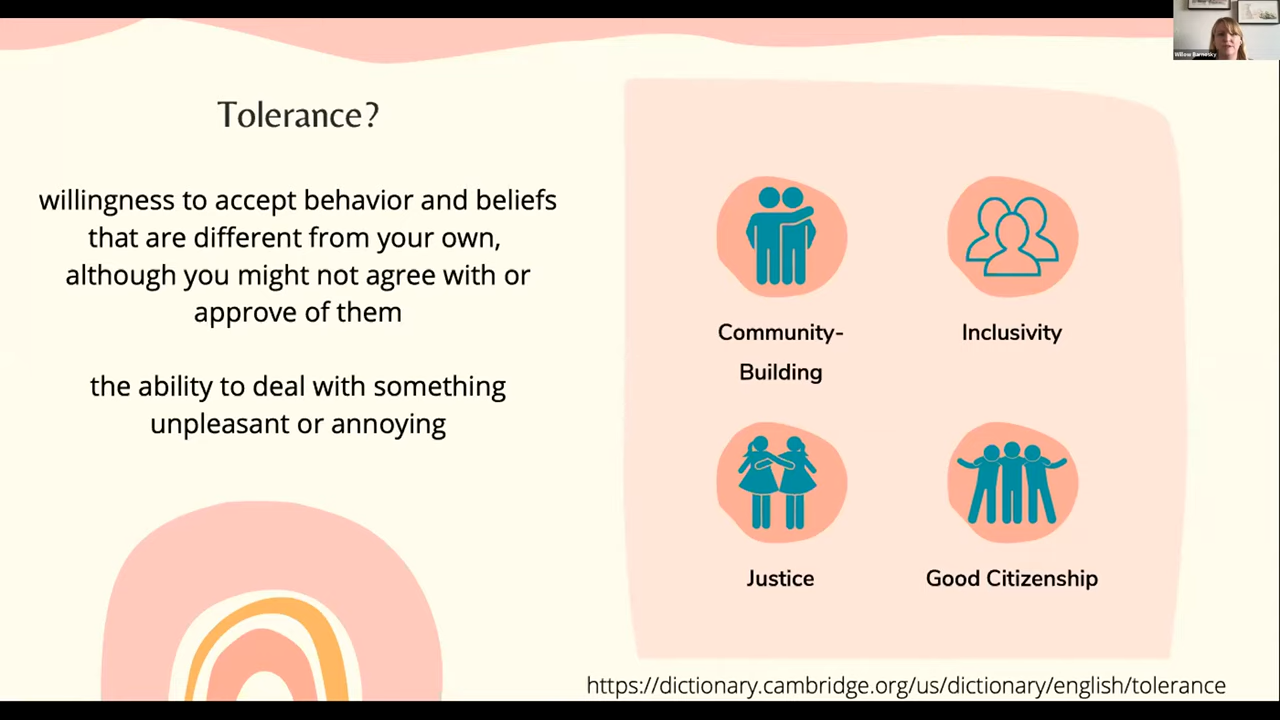 Tolerance?
willingness to accept behavior and beliefs
that are different from your own,
although you might not agree with or
approve of them
the ability to deal with something
unpleasant or annoying
Community-
Building
Inclusivity
Justice
Good Citizenship
https://dictionary.cambridge.org/us/dictionary/english/tolerance
Willow Barnosky